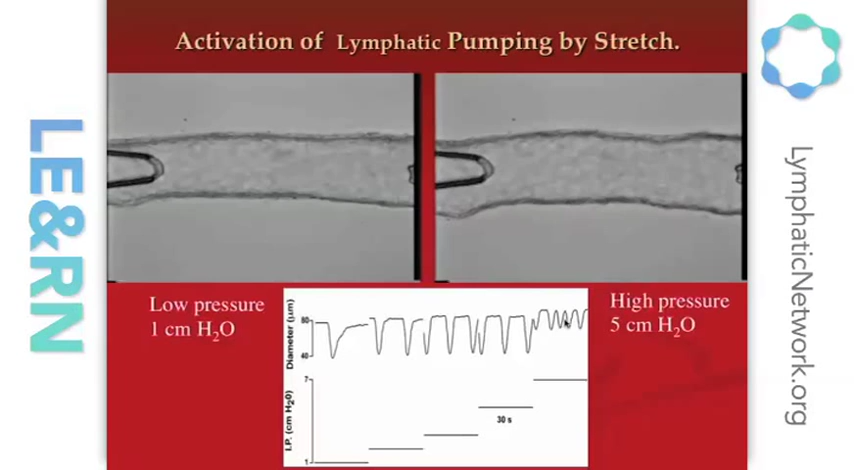 Activation of Lymphatic Pumping by Stretch.
LE&RN
LymphaticNetwork.org
Low pressure
1 cm H₂O
High pressure
5 cm H₂O
Diameter (µm)
80
40
L.P. (cm H₂0)
7
1
30 s